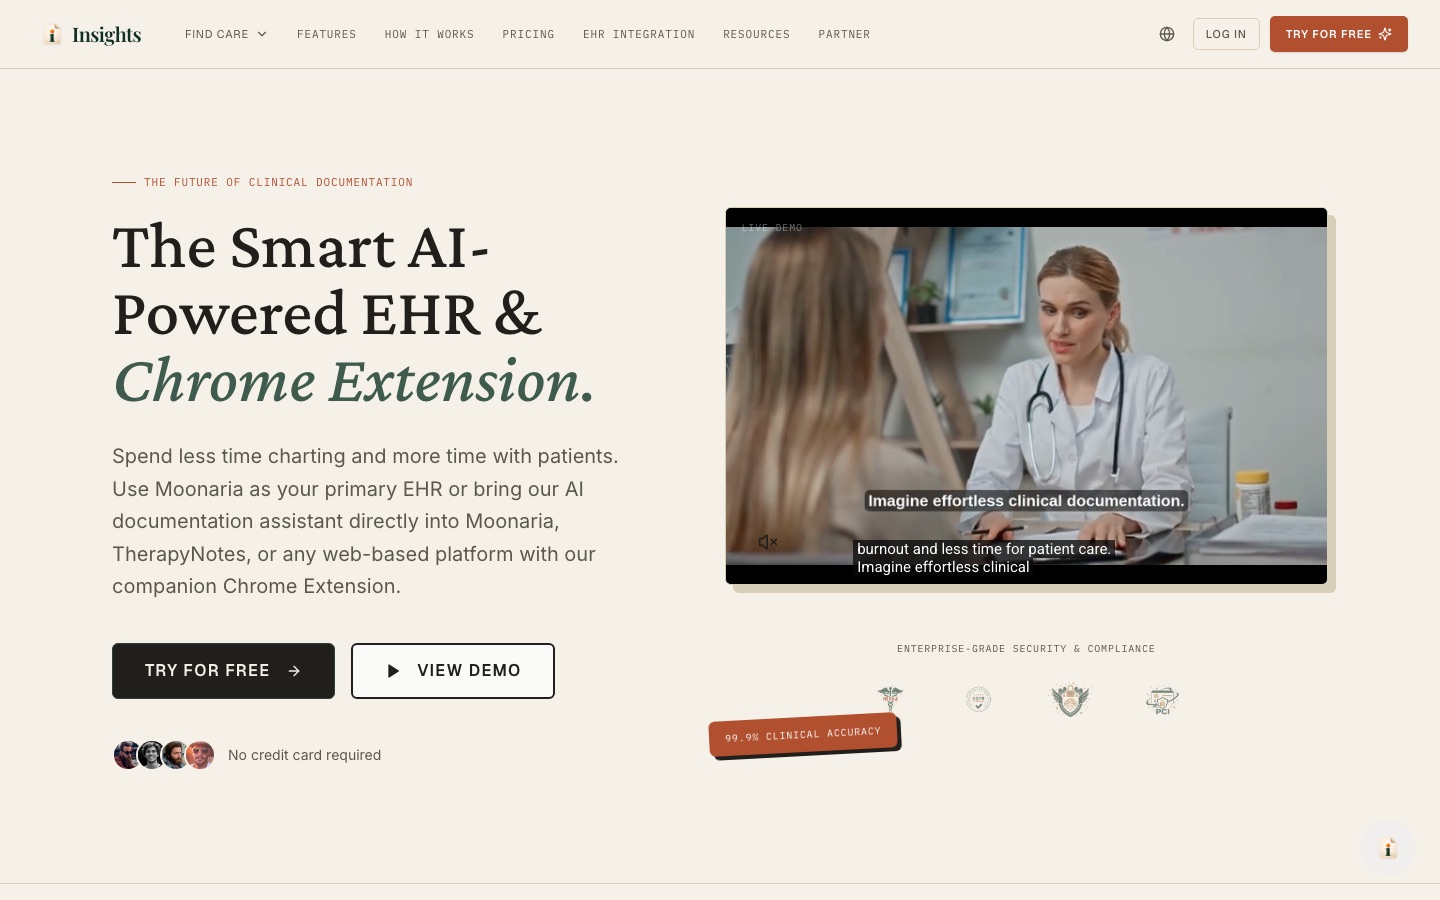 Insights
FIND CARE
FEATURES
HOW IT WORKS
PRICING
EHR INTEGRATION
RESOURCES
PARTNER
LOG IN
TRY FOR FREE
THE FUTURE OF CLINICAL DOCUMENTATION
The Smart AI-
Powered EHR &
Chrome Extension.
Spend less time charting and more time with patients.
Use Moonaria as your primary EHR or bring our AI
documentation assistant directly into Moonaria,
TherapyNotes, or any web-based platform with our
companion Chrome Extension.
TRY FOR FREE
VIEW DEMO
No credit card required
LIVE DEMO
Imagine effortless clinical documentation.
burnout and less time for patient care.
Imagine effortless clinical
ENTERPRISE-GRADE SECURITY & COMPLIANCE
PCI
99.9% CLINICAL ACCURACY